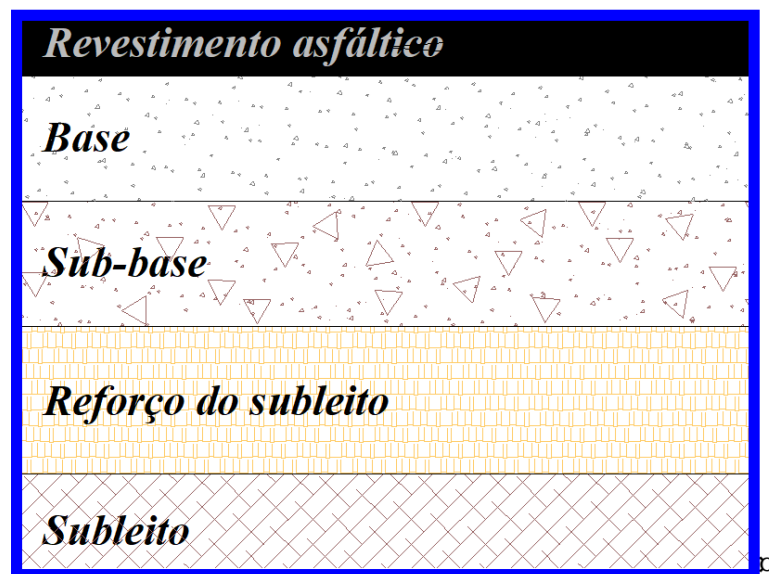 Revestimento asfáltico
Base
Sub-base
Reforço do subleito
Subleito